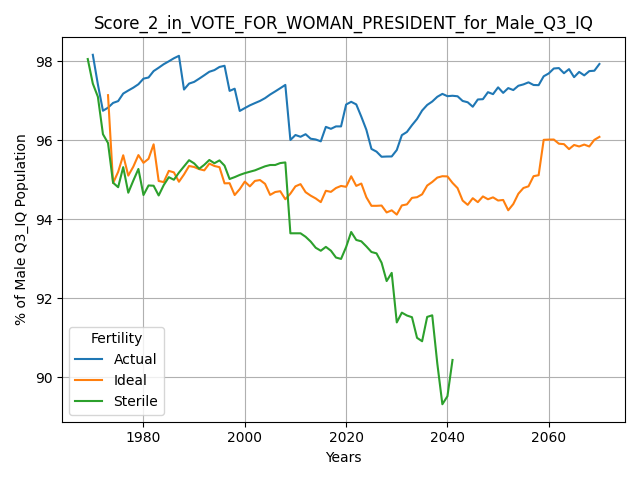 Score_2_in_VOTE_FOR_WOMAN_PRESIDENT_for_Male_Q3_IQ
% of Male Q3_IQ Population
98
96
94
92
90
Fertility
Actual
Ideal
Sterile
1980
2000
2020
2040
2060
Years